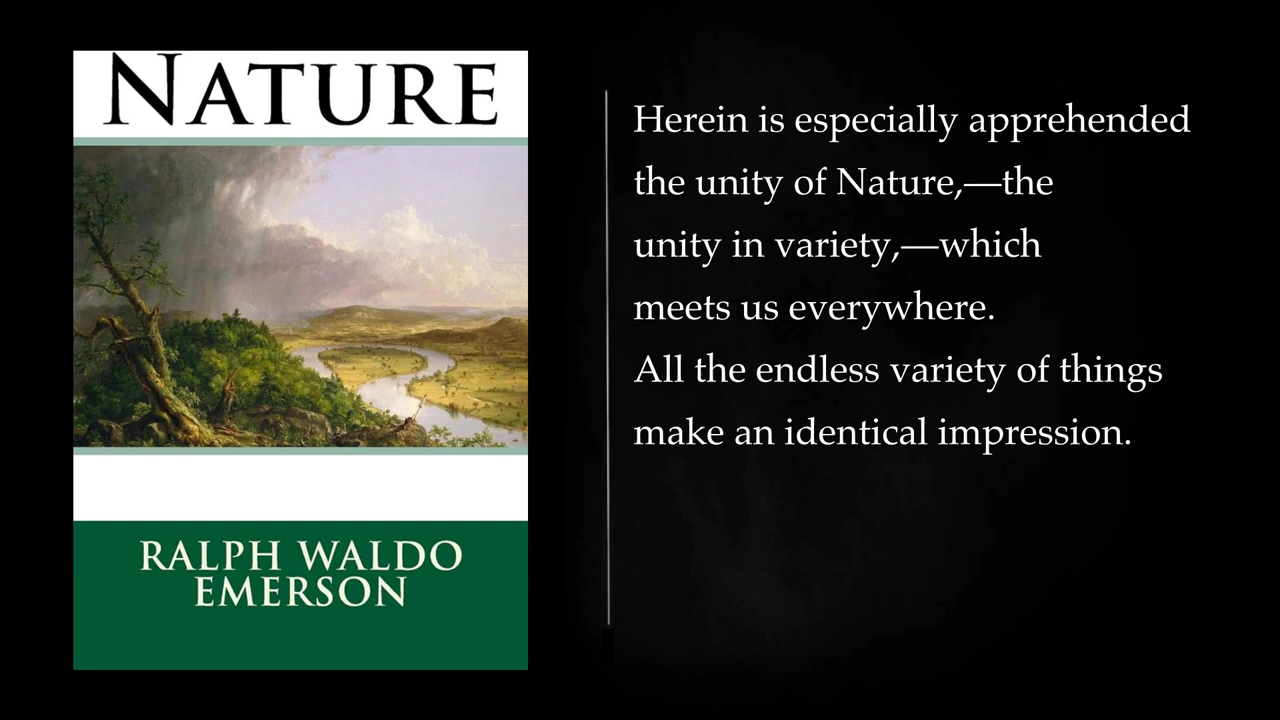 NATURE
RALPH WALDO
EMERSON
Herein is especially apprehended
the unity of Nature,—the
unity in variety,—which
meets us everywhere.
All the endless variety of things
make an identical impression.